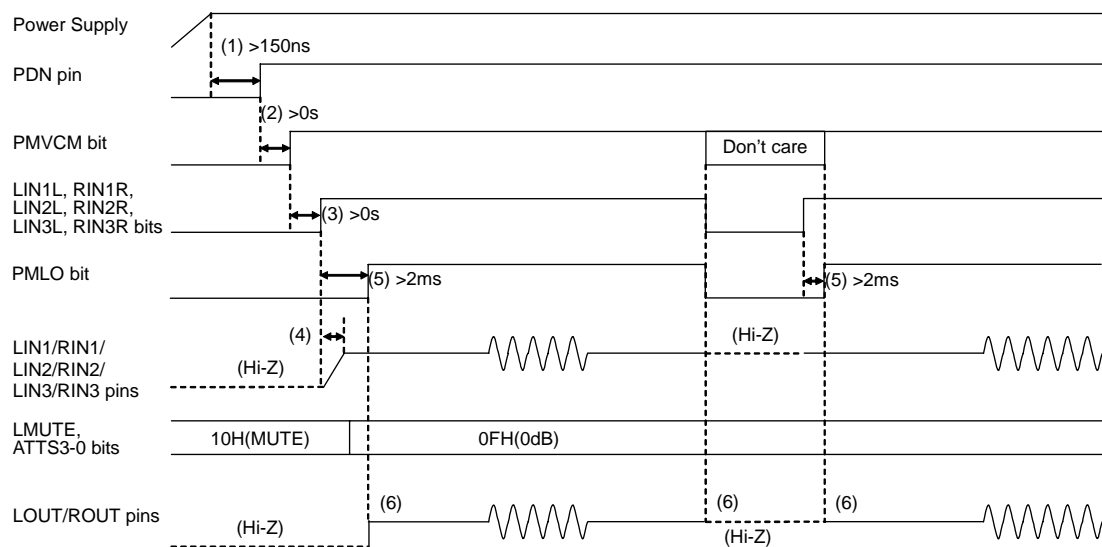 Power Supply
(1) >150ns
PDN pin
(2) >0s
PMVCM bit
Don't care
LIN1L, RIN1R,
LIN2L, RIN2R,
LIN3L, RIN3R bits
(3) >0s
PMLO bit
(5) >2ms
(5) >2ms
(4)
LIN1/RIN1/
LIN2/RIN2/
LIN3/RIN3 pins
(Hi-Z)
(Hi-Z)
LMUTE,
ATTS3-0 bits
10H(MUTE)
0FH(0dB)
LOUT/ROUT pins
(Hi-Z)
(6)
(6)
(6)
(Hi-Z)